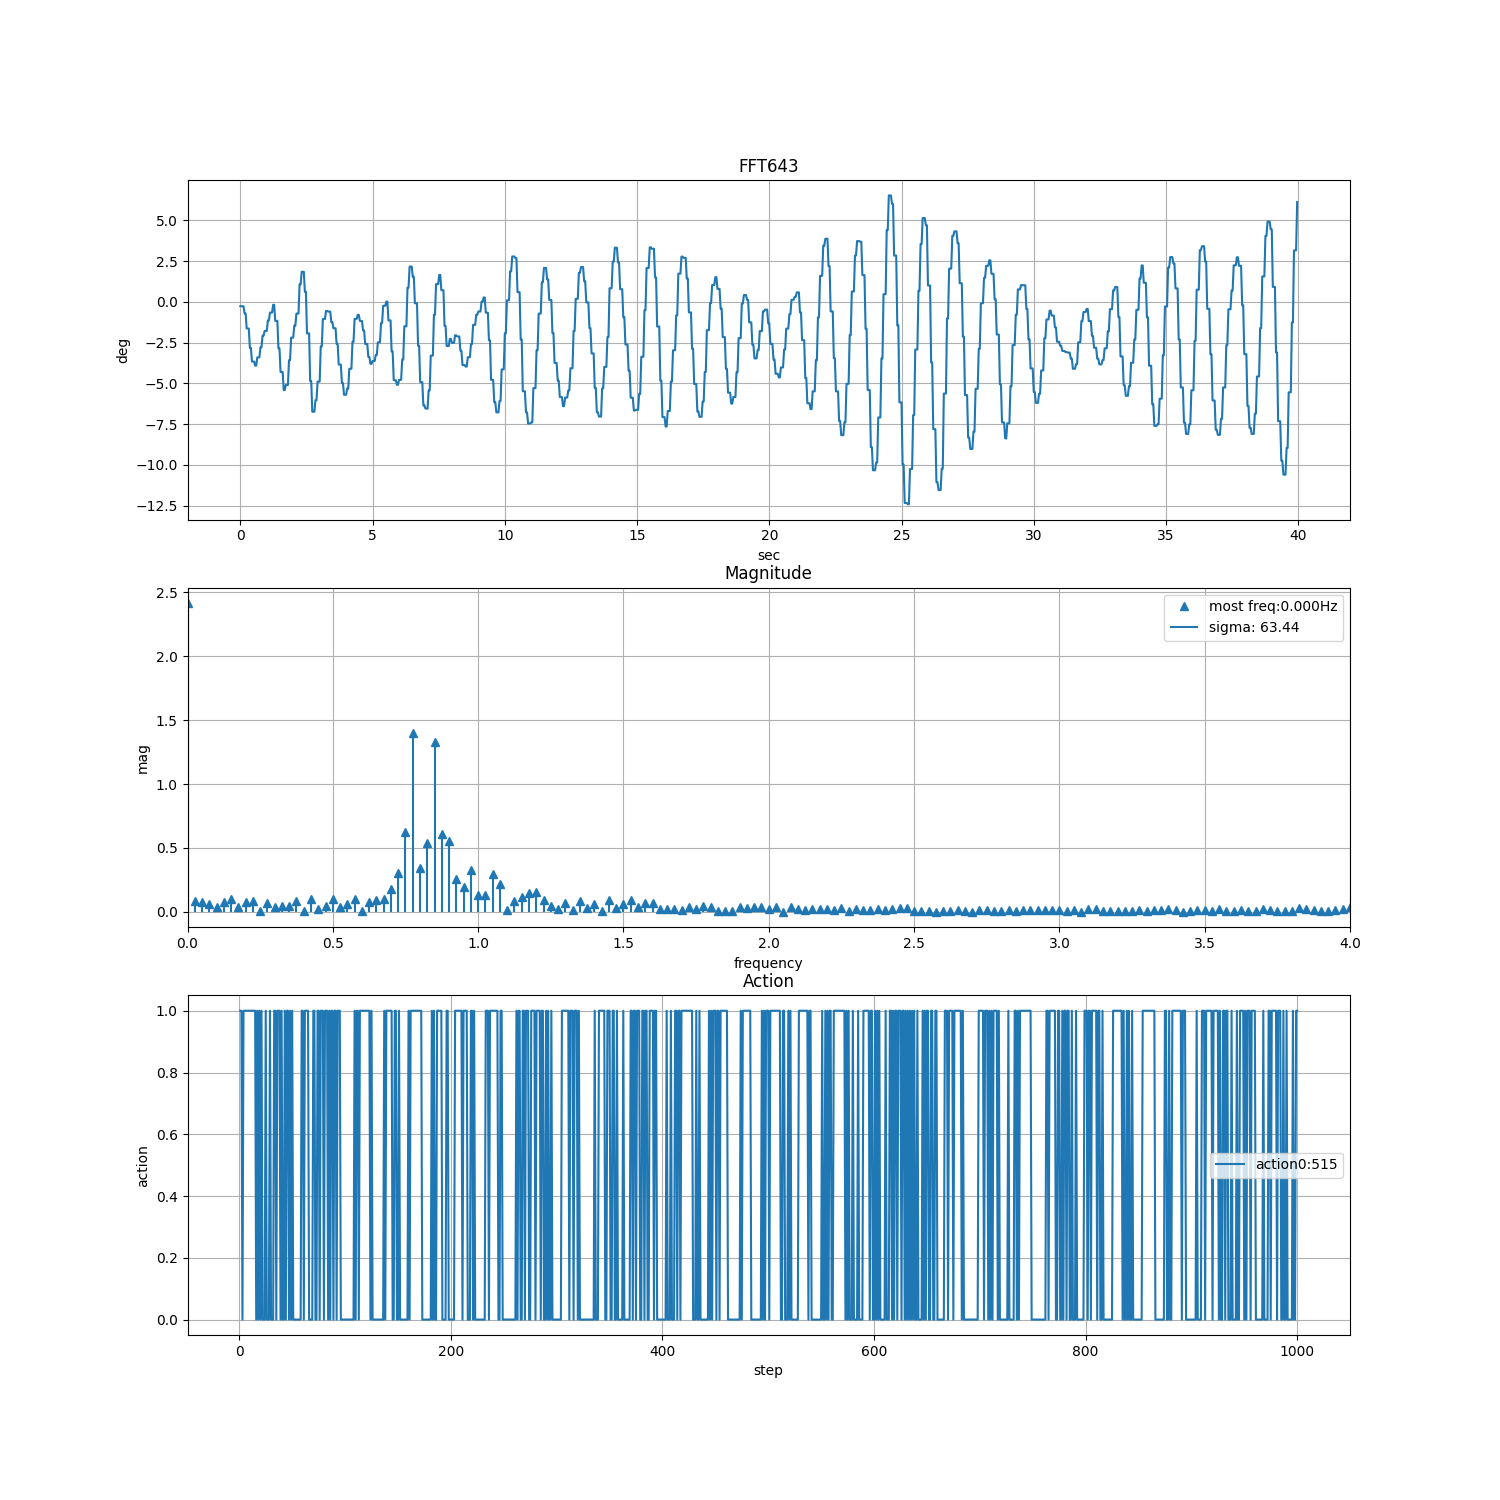 FFT643
5.0
2.5
0.0
−2.5
−5.0
−7.5
−10.0
−12.5
deg
0 5 10 15 20 25 30 35 40
sec
Magnitude
2.5
2.0
1.5
1.0
0.5
0.0
mag
most freq:0.000Hz
sigma: 63.44
0.0 0.5 1.0 1.5 2.0 2.5 3.0 3.5 4.0
frequency
Action
1.0
0.8
0.6
0.4
0.2
0.0
action
action0:515
0 200 400 600 800 1000
step